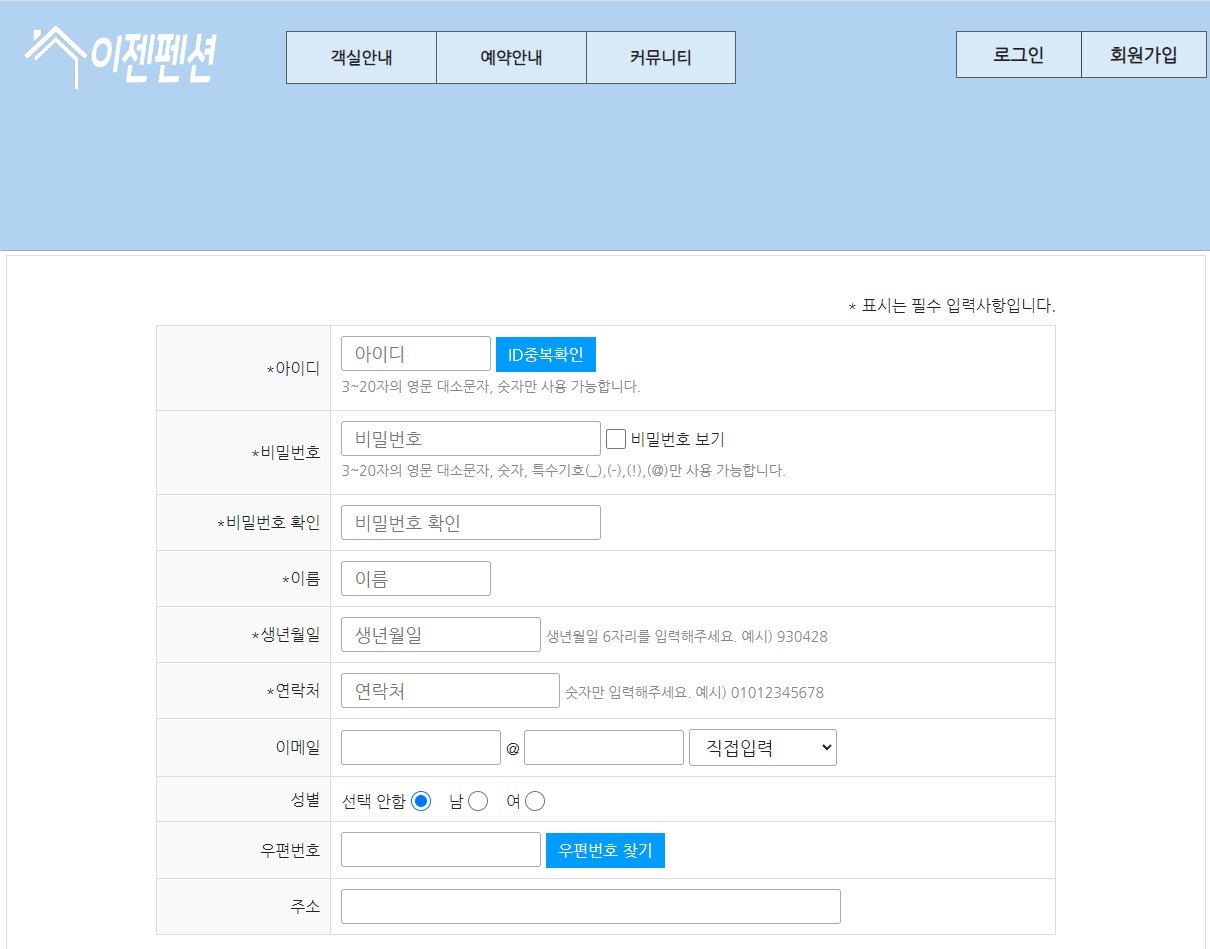 이젠펜션
객실안내 예약안내 커뮤니티
로그인 회원가입
* 표시는 필수 입력사항입니다.
*아이디 아이디 ID중복확인
3~20자의 영문 대소문자, 숫자만 사용 가능합니다.
*비밀번호 비밀번호 비밀번호 보기
3~20자의 영문 대소문자, 숫자, 특수기호(_),(-),(!),(@)만 사용 가능합니다.
*비밀번호 확인 비밀번호 확인
*이름 이름
*생년월일 생년월일 생년월일 6자리를 입력해주세요. 예시) 930428
*연락처 연락처 숫자만 입력해주세요. 예시) 01012345678
이메일 @ 직접입력
성별 선택 안함 남 여
우편번호 우편번호 찾기
주소